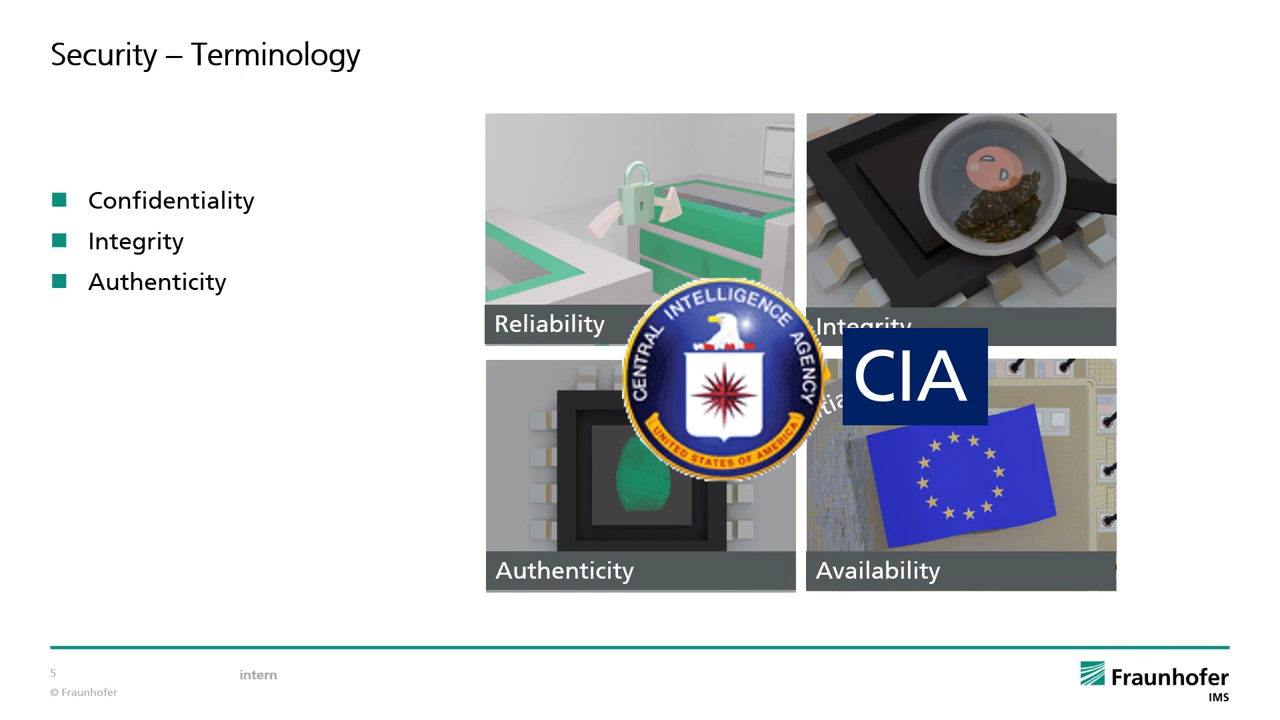 Security – Terminology
Confidentiality
Integrity
Authenticity
Reliability
Integrity
CENTRAL INTELLIGENCE AGENCY
UNITED STATES OF AMERICA
CIA
Authenticity
Availability
5
intern
© Fraunhofer
Fraunhofer
IMS